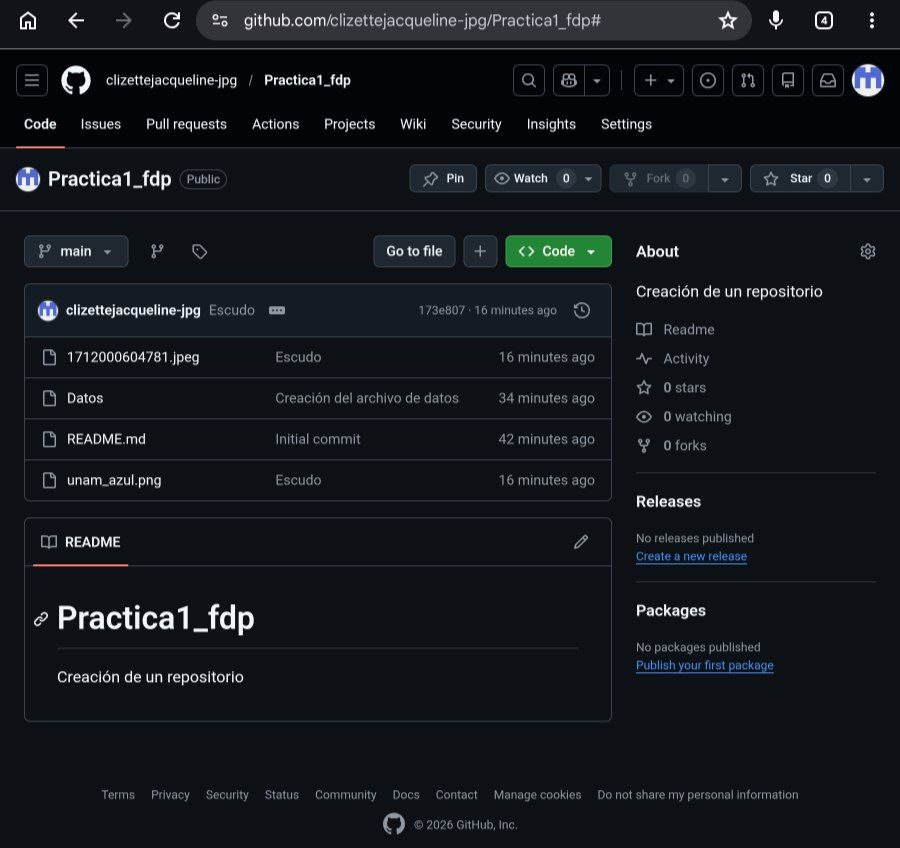 github.com/clizettejacqueline-jpg/Practica1_fdp#
4
clizettejacqueline-jpg / Practica1_fdp
Code Issues Pull requests Actions Projects Wiki Security Insights Settings
Practica1_fdp Public Pin Watch 0 Fork 0 Star 0
main Go to file Code
clizettejacqueline-jpg Escudo 173e807 · 16 minutes ago
1712000604781.jpeg Escudo 16 minutes ago
Datos Creación del archivo de datos 34 minutes ago
README.md Initial commit 42 minutes ago
unam_azul.png Escudo 16 minutes ago
README
Practica1_fdp
Creación de un repositorio
About
Creación de un repositorio
Readme
Activity
0 stars
0 watching
0 forks
Releases
No releases published
Create a new release
Packages
No packages published
Publish your first package
Terms Privacy Security Status Community Docs Contact Manage cookies Do not share my personal information
© 2026 GitHub, Inc.